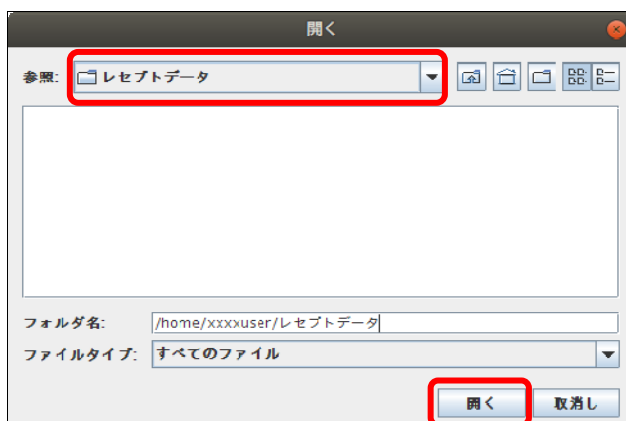 開く
参照: レセプトデータ
フォルダ名: /home/xxxxuser/レセプトデータ
ファイルタイプ: すべてのファイル
開く 取消し